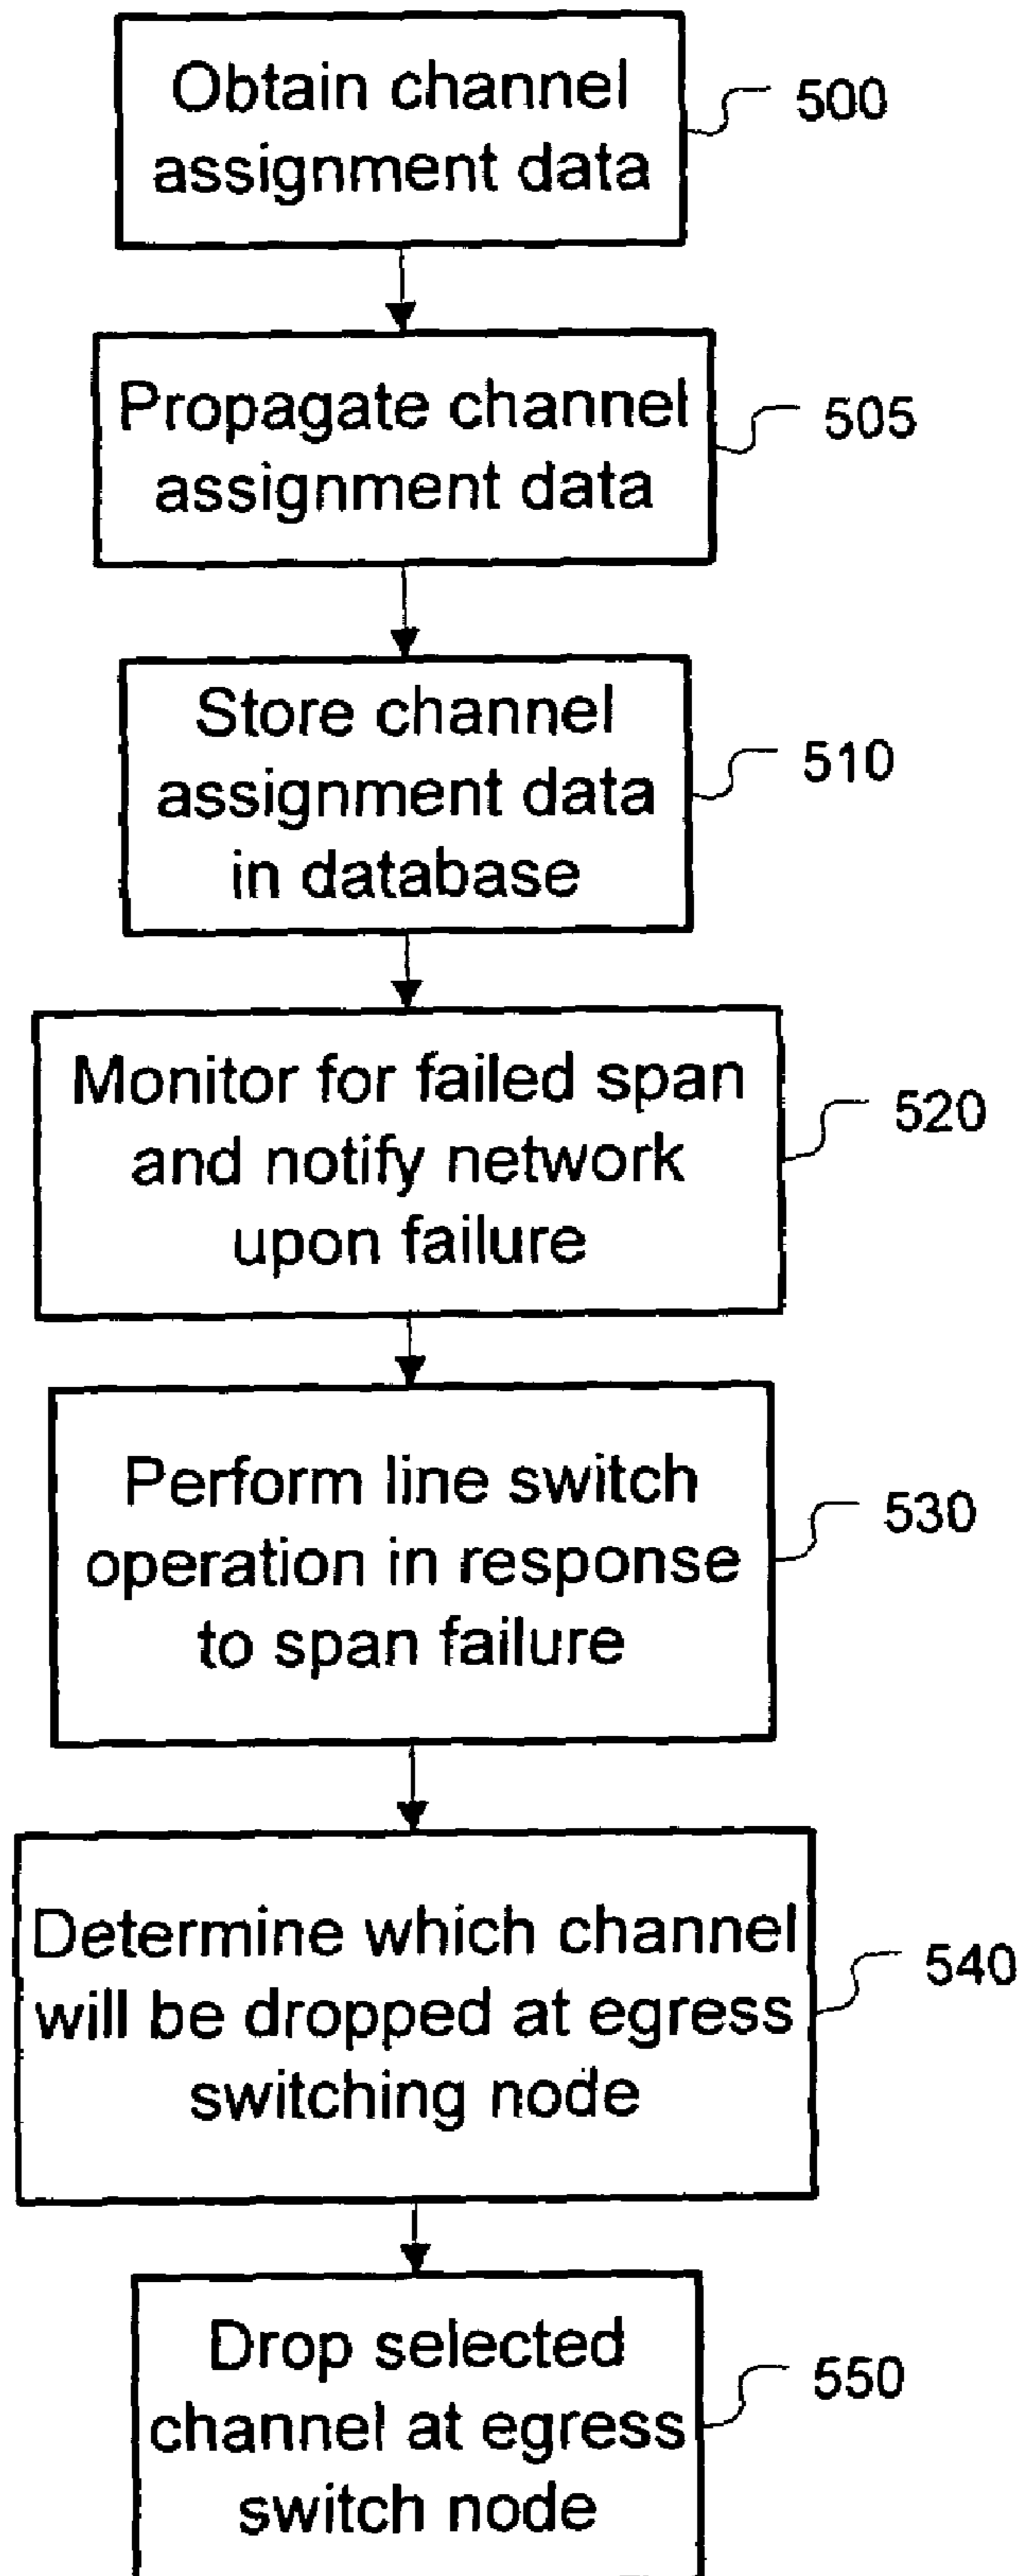 Obtain channel
assignment data
500
Propagate channel
assignment data
505
Store channel
assignment data
in database
510
Monitor for failed span
and notify network
upon failure
520
Perform line switch
operation in response
to span failure
530
Determine which channel
will be dropped at egress
switching node
540
Drop selected
channel at egress
switch node
550